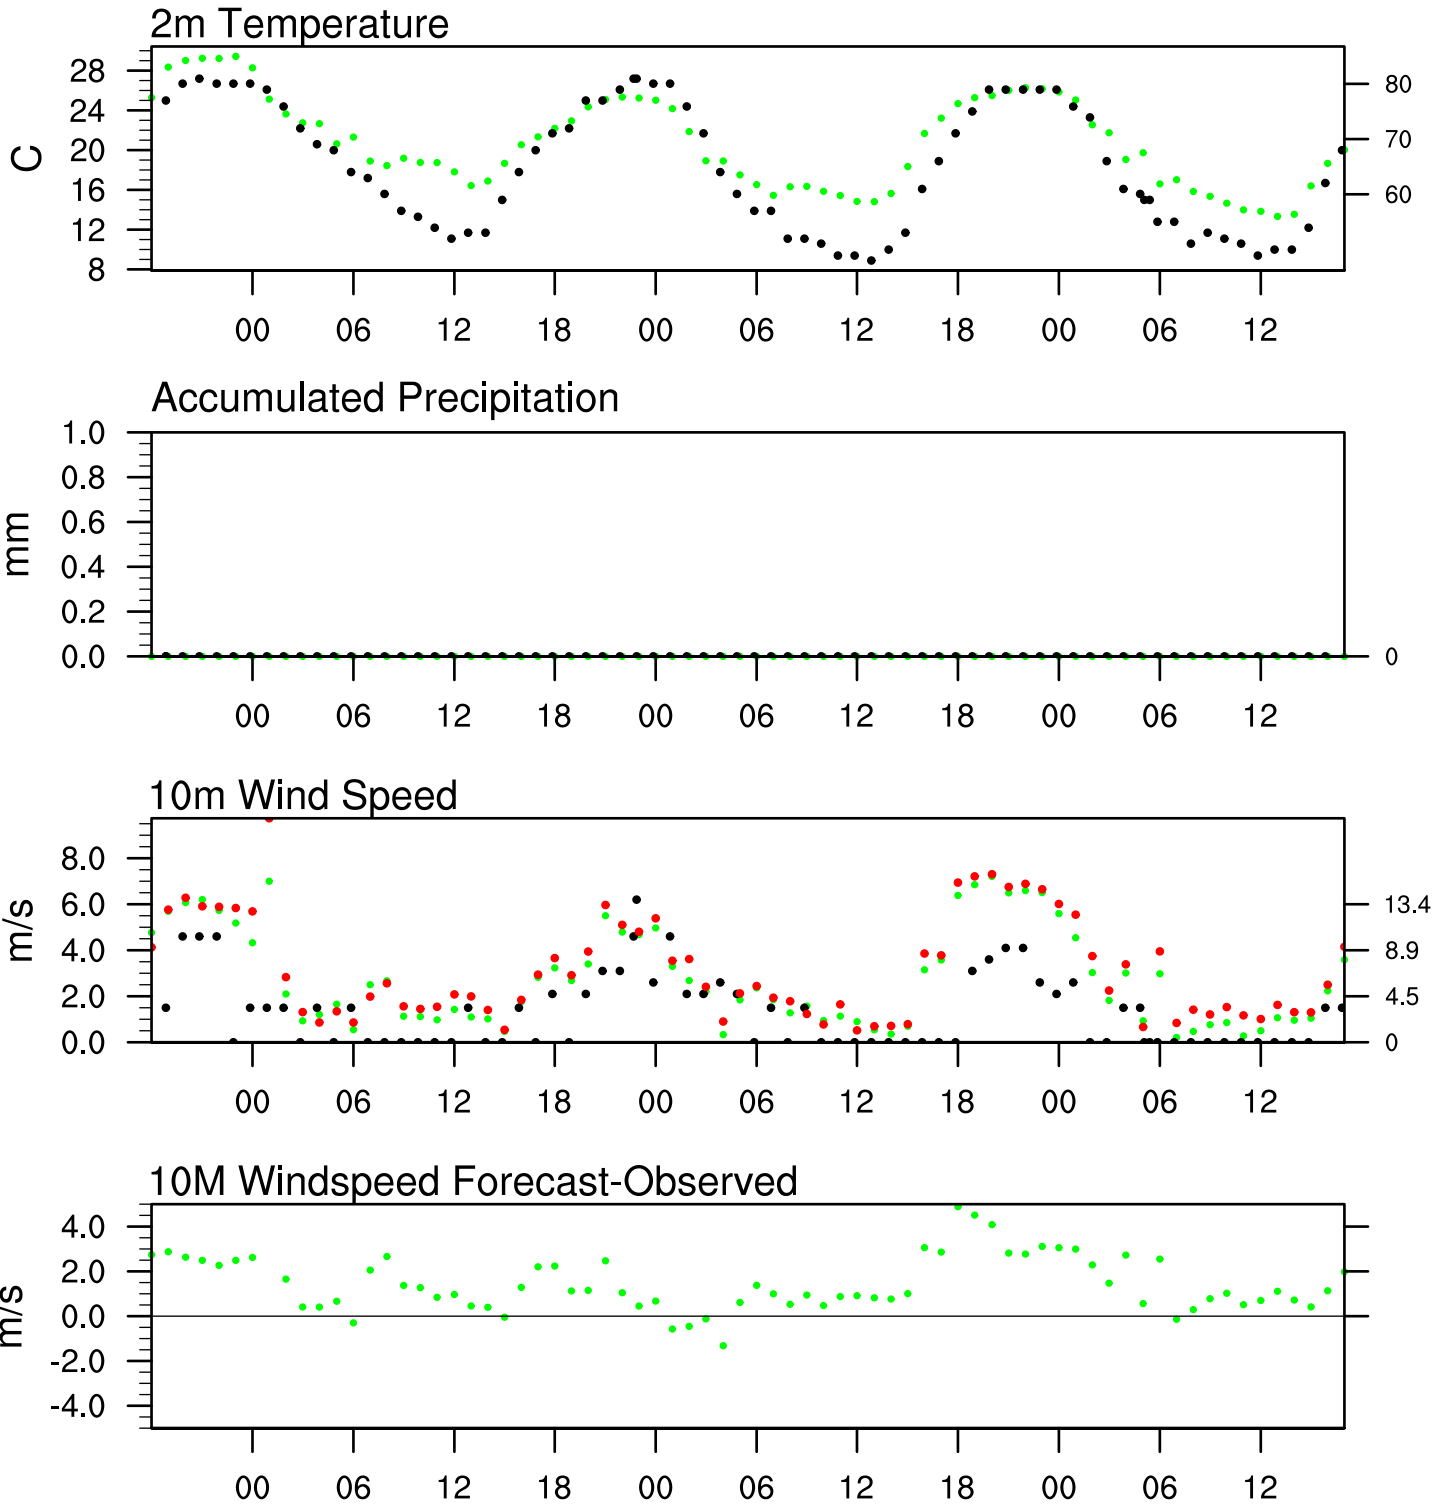 2m Temperature
28
24
20
16
12
8
C
80
70
60
00 06 12 18 00 06 12 18 00 06 12
Accumulated Precipitation
1.0
0.8
0.6
0.4
0.2
0.0
mm
0
00 06 12 18 00 06 12 18 00 06 12
10m Wind Speed
8.0
6.0
4.0
2.0
0.0
m/s
13.4
8.9
4.5
0
00 06 12 18 00 06 12 18 00 06 12
10M Windspeed Forecast-Observed
4.0
2.0
0.0
-2.0
-4.0
m/s
00 06 12 18 00 06 12 18 00 06 12